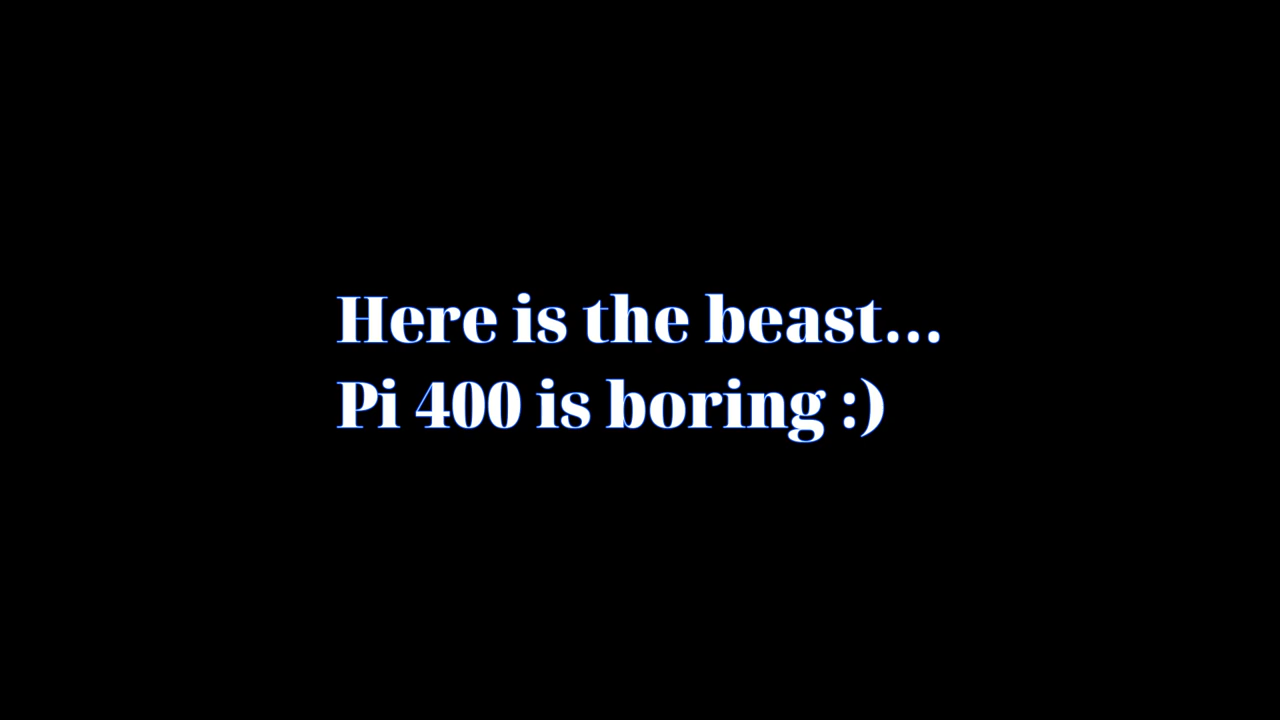 Here is the beast...
Pi 400 is boring :)